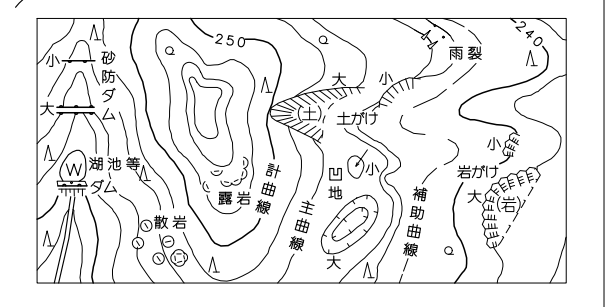 250
240
小
砂防ダム
大
W
湖池等
ダム
散岩
露岩
計曲線
主曲線
大
(土)
土がけ
小
雨裂
凹地
小
大
補助曲線
小
岩がけ
大
(岩)